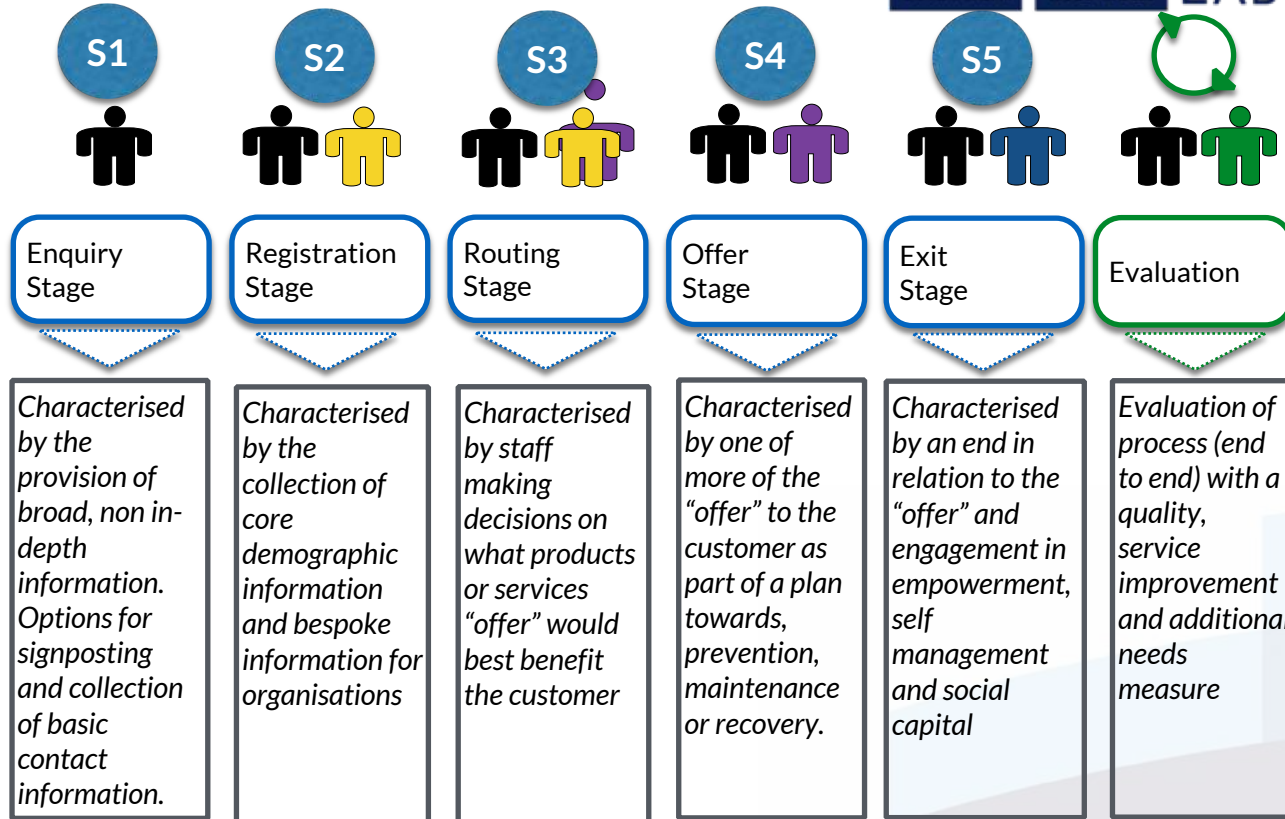 S1
S2
S3
S4
S5
Enquiry
Stage
Registration
Stage
Routing
Stage
Offer
Stage
Exit
Stage
Evaluation
Characterised
by the
provision of
broad, non in-
depth
information.
Options for
signposting
and collection
of basic
contact
information.
Characterised
by the
collection of
core
demographic
information
and bespoke
information for
organisations
Characterised
by staff
making
decisions on
what products
or services
“offer” would
best benefit
the customer
Characterised
by one of
more of the
“offer” to the
customer as
part of a plan
towards,
prevention,
maintenance
or recovery.
Characterised
by an end in
relation to the
“offer” and
engagement in
empowerment,
self
management
and social
capital
Evaluation of
process (end
to end) with a
quality,
service
improvement
and additional
needs
measure